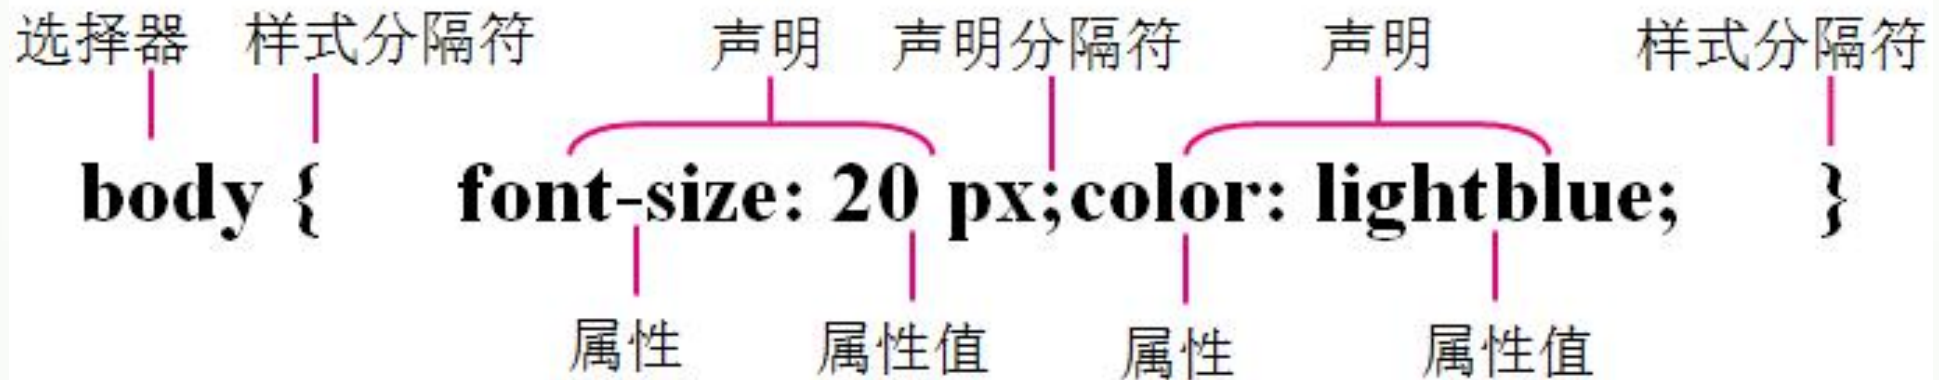 选择器 样式分隔符 声明 声明分隔符 声明 样式分隔符
body { font-size: 20 px;color: lightblue; }
属性 属性值 属性 属性值